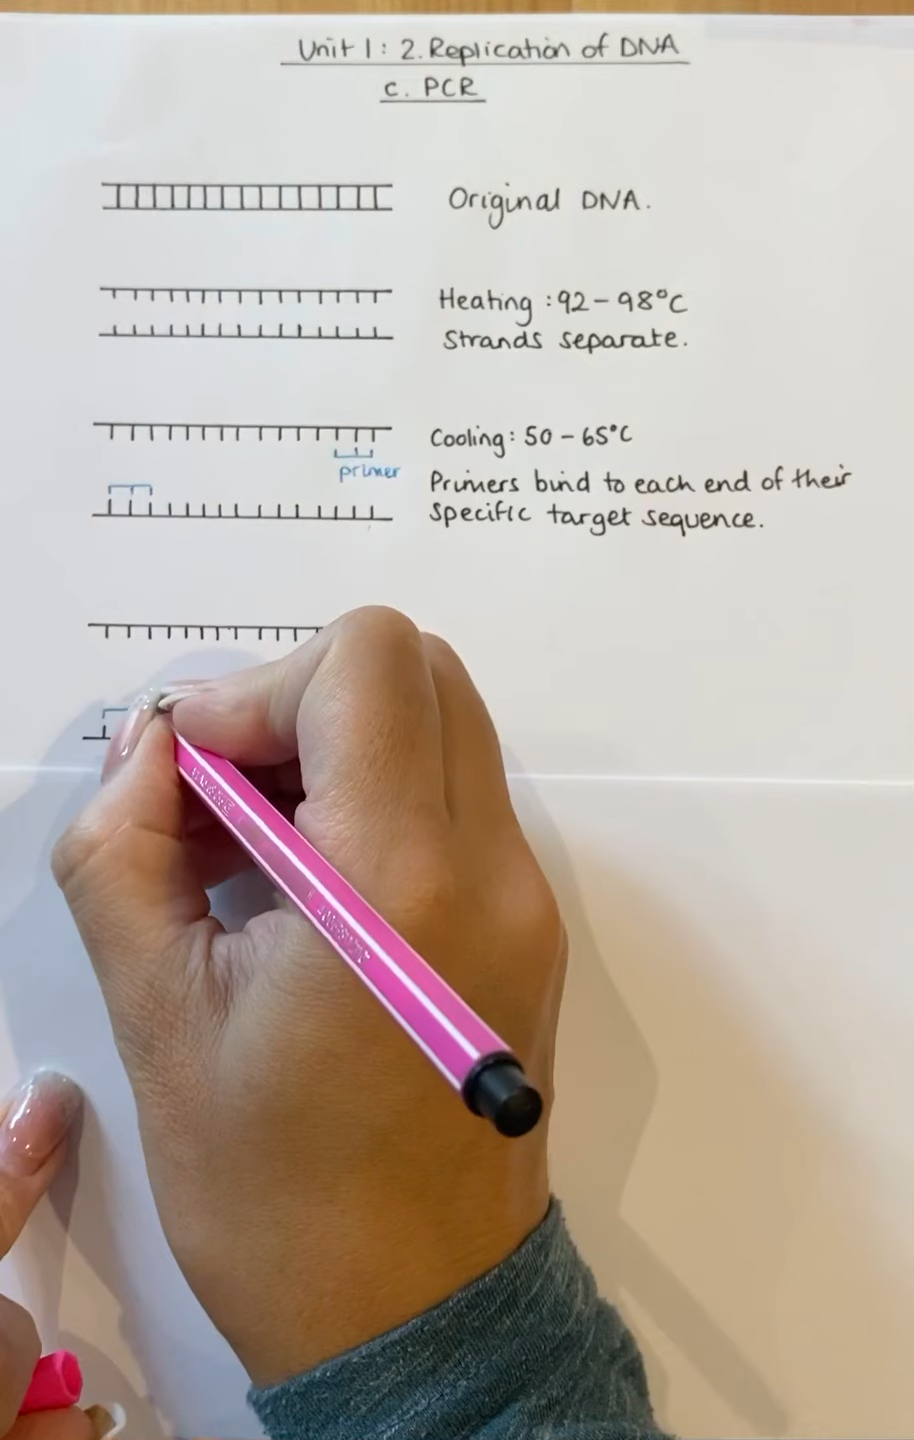 Unit 1: 2. Replication of DNA
c. PCR
Original DNA.
Heating: 92-98°C
Strands separate.
Cooling: 50-65°C
primer
Primers bind to each end of their
specific target sequence.